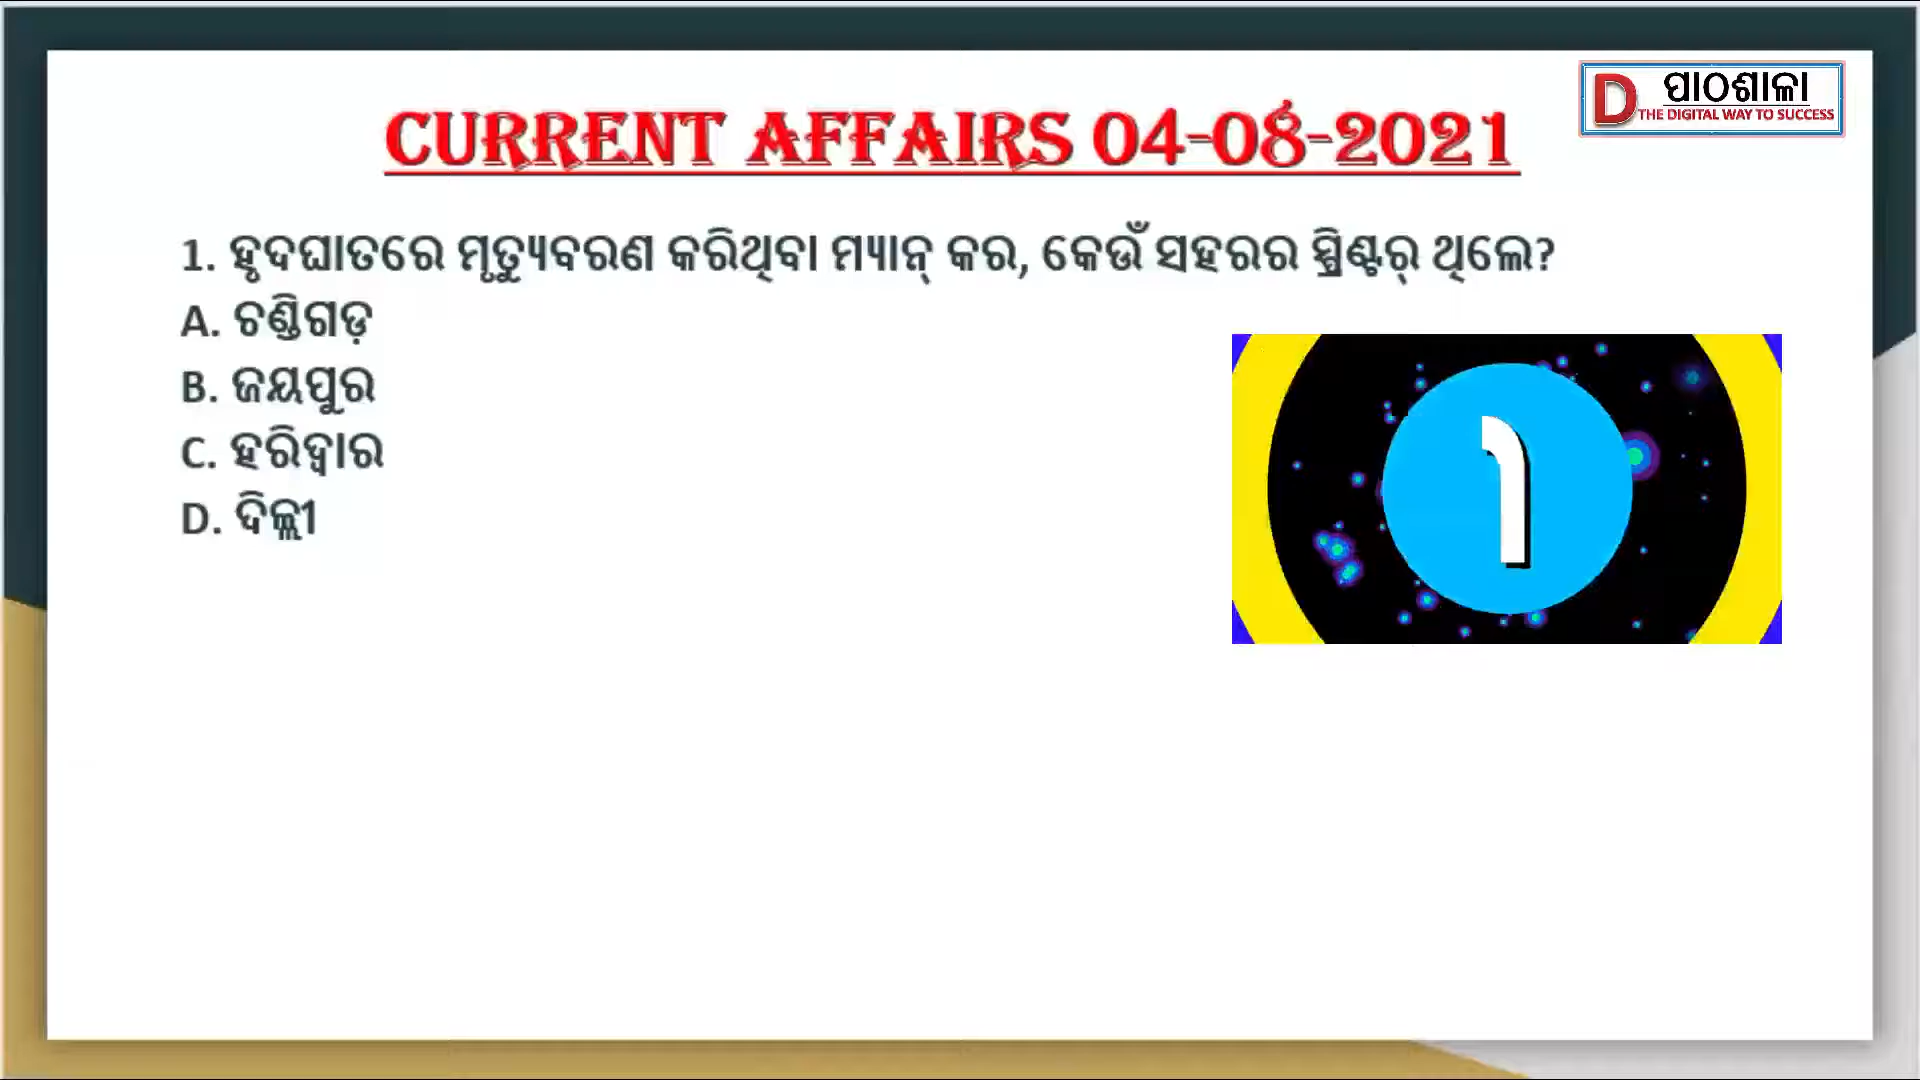 D ପାଠଶାଳା
THE DIGITAL WAY TO SUCCESS
CURRENT AFFAIRS 04-08-2021
1. ହୃଦଘାତରେ ମୃତ୍ୟୁବରଣ କରିଥିବା ମ୍ୟାନ୍ କର, କେଉଁ ସହରର ସ୍ପ୍ରିଣ୍ଟର୍ ଥିଲେ?
A. ଚଣ୍ଡିଗଡ଼
B. ଜୟପୁର
C. ହରିଦ୍ୱାର
D. ଦିଲ୍ଲୀ
୧